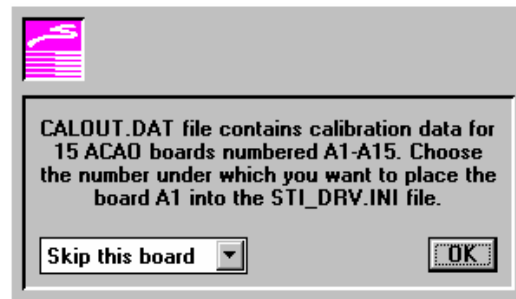 CALOUT.DAT file contains calibration data for
15 ACAO boards numbered A1-A15. Choose
the number under which you want to place the
board A1 into the STI_DRV.INI file.
Skip this board
OK